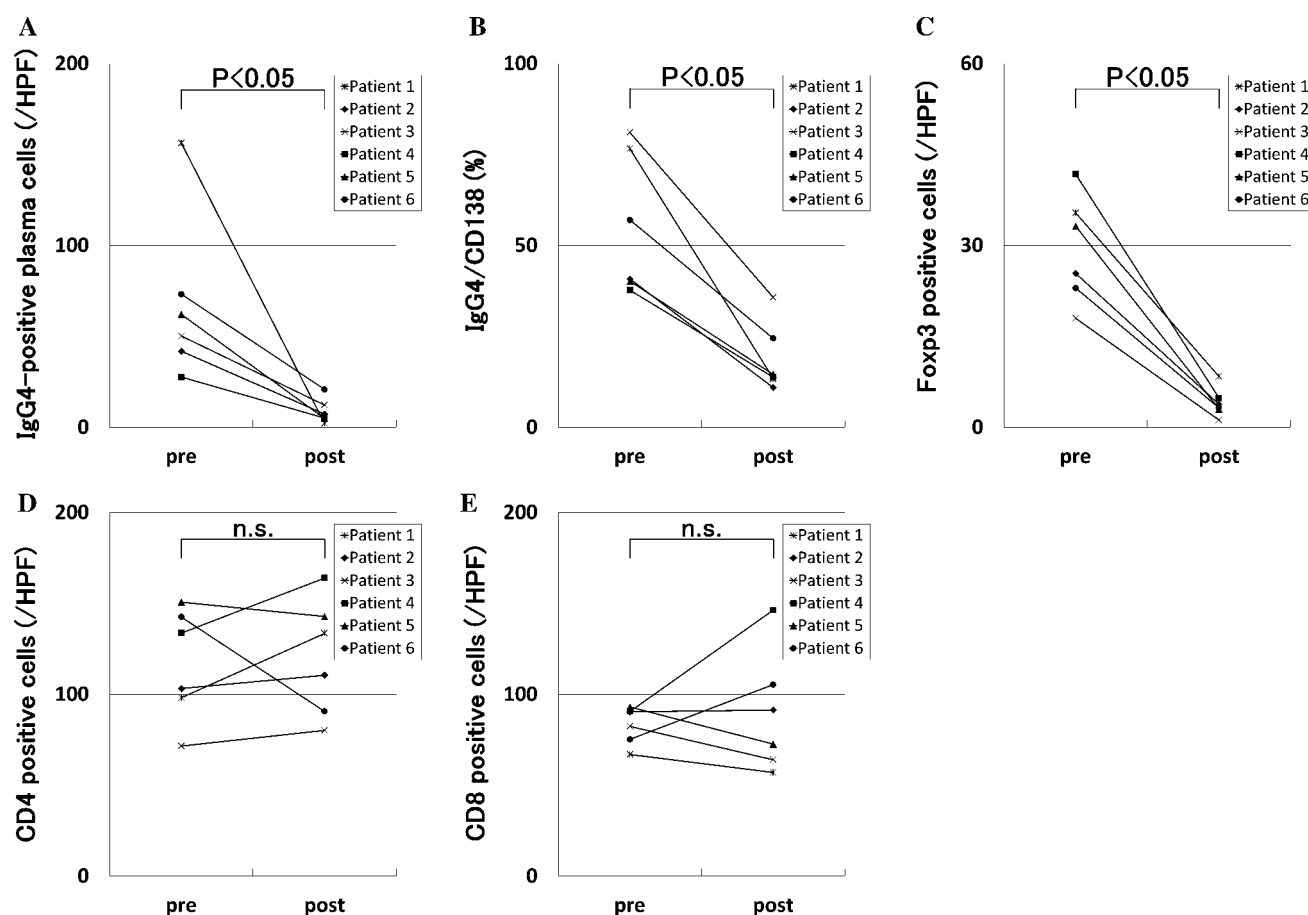 A
IgG4-positive plasma cells (/HPF)
200
100
0
P<0.05
Patient 1
Patient 2
Patient 3
Patient 4
Patient 5
Patient 6
pre post
B
IgG4/CD138 (%)
100
50
0
P<0.05
Patient 1
Patient 2
Patient 3
Patient 4
Patient 5
Patient 6
pre post
C
Foxp3 positive cells (/HPF)
60
30
0
P<0.05
Patient 1
Patient 2
Patient 3
Patient 4
Patient 5
Patient 6
pre post
D
CD4 positive cells (/HPF)
200
100
0
n.s.
Patient 1
Patient 2
Patient 3
Patient 4
Patient 5
Patient 6
pre post
E
CD8 positive cells (/HPF)
200
100
0
n.s.
Patient 1
Patient 2
Patient 3
Patient 4
Patient 5
Patient 6
pre post